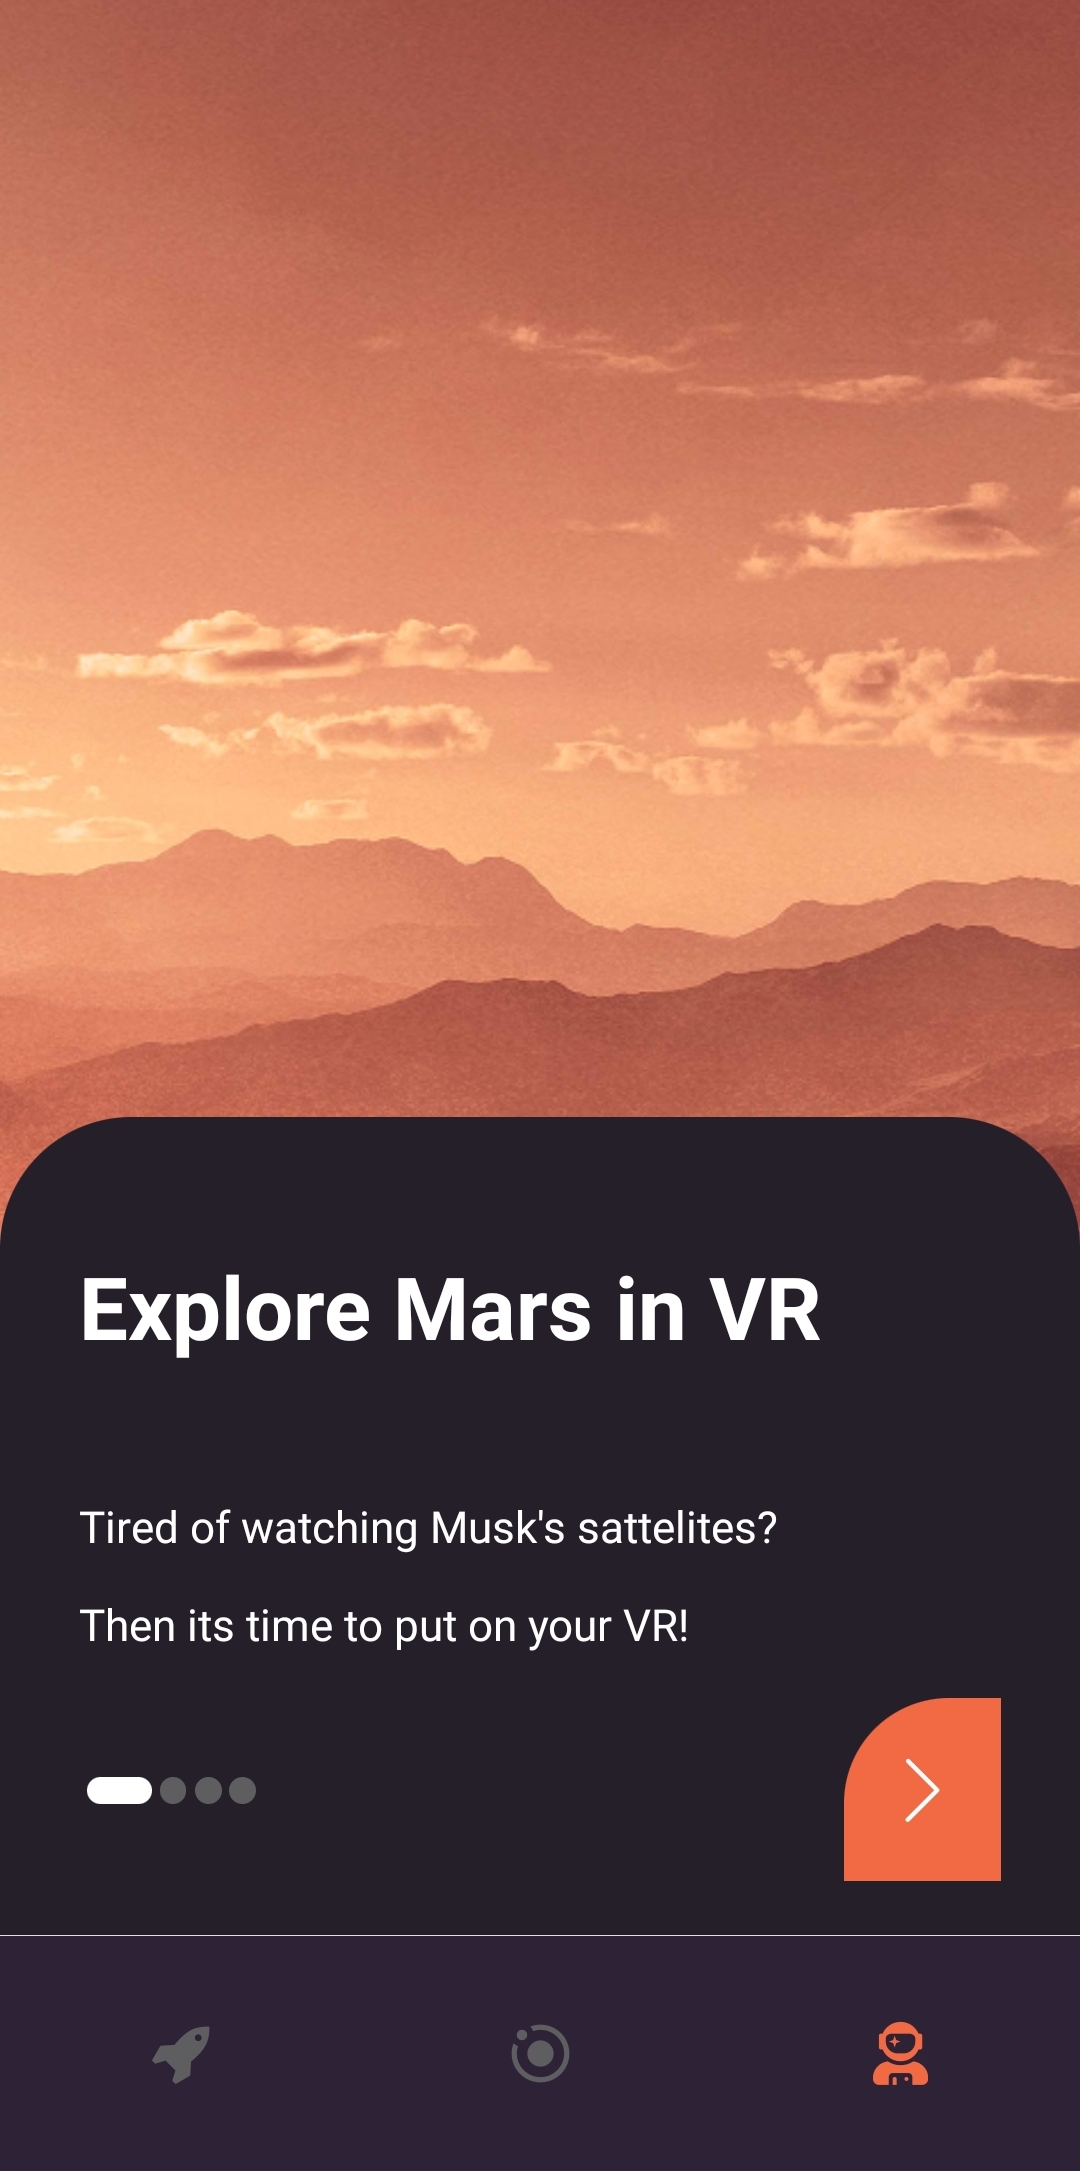 Explore Mars in VR
Tired of watching Musk's sattelites?
Then its time to put on your VR!